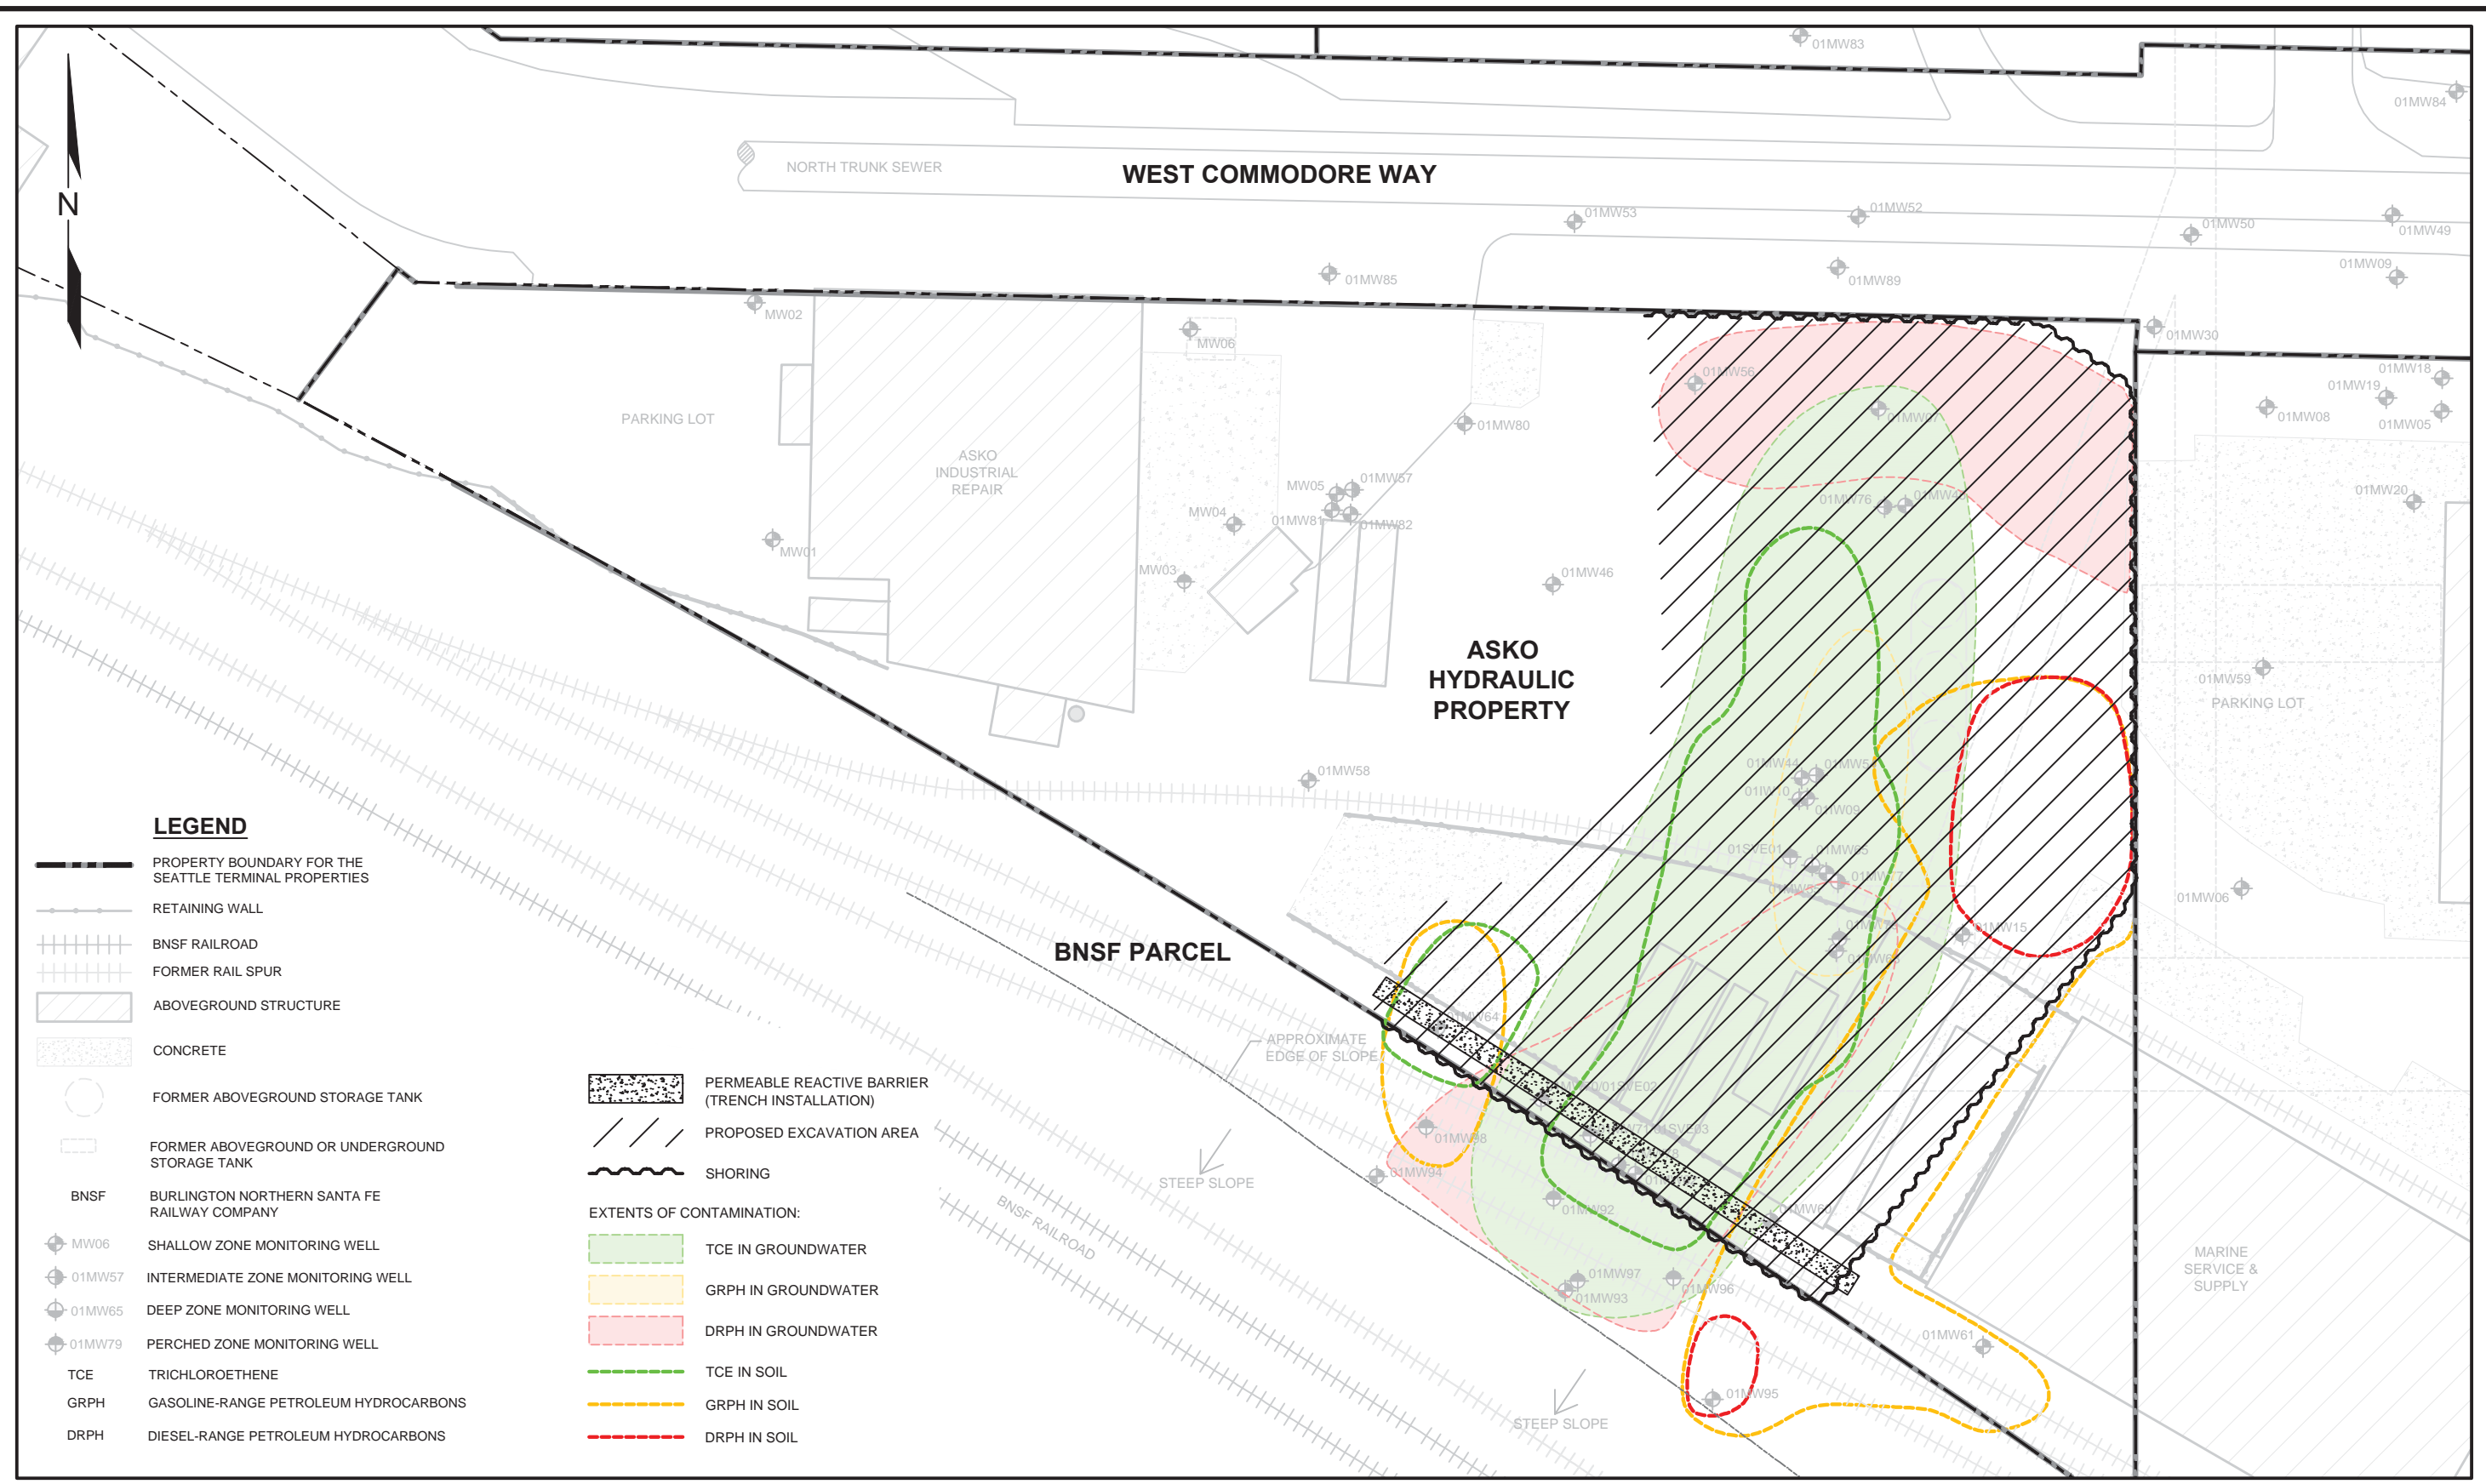 01MW83
01MW84
NORTH TRUNK SEWER
WEST COMMODORE WAY
N
01MW53
01MW52
01MW50
01MW49
01MW85
01MW89
01MW09
MW02
MW06
01MW30
01MW56
01MW07
01MW18
01MW19
01MW08
01MW05
PARKING LOT
01MW80
ASKO
INDUSTRIAL
REPAIR
MW05
01MW57
MW04
01MW81
01MW82
01MW76
01MW20
MW01
MW03
01MW46
ASKO
HYDRAULIC
PROPERTY
01MW59
PARKING LOT
01MW58
01MW44
01IW09
01SVE01
01MW77
01MW06
01MW15
BNSF PARCEL
APPROXIMATE
EDGE OF SLOPE
01MW98
01MW94
STEEP SLOPE
BNSF RAILROAD
01MW92
01MW60
01MW97
01MW93
01MW96
01MW61
01MW95
STEEP SLOPE
MARINE
SERVICE &
SUPPLY
LEGEND
PROPERTY BOUNDARY FOR THE
SEATTLE TERMINAL PROPERTIES
RETAINING WALL
BNSF RAILROAD
FORMER RAIL SPUR
ABOVEGROUND STRUCTURE
CONCRETE
FORMER ABOVEGROUND STORAGE TANK
FORMER ABOVEGROUND OR UNDERGROUND
STORAGE TANK
BNSF BURLINGTON NORTHERN SANTA FE
RAILWAY COMPANY
MW06 SHALLOW ZONE MONITORING WELL
01MW57 INTERMEDIATE ZONE MONITORING WELL
01MW65 DEEP ZONE MONITORING WELL
01MW79 PERCHED ZONE MONITORING WELL
TCE TRICHLOROETHENE
GRPH GASOLINE-RANGE PETROLEUM HYDROCARBONS
DRPH DIESEL-RANGE PETROLEUM HYDROCARBONS
PERMEABLE REACTIVE BARRIER
(TRENCH INSTALLATION)
PROPOSED EXCAVATION AREA
SHORING
EXTENTS OF CONTAMINATION:
TCE IN GROUNDWATER
GRPH IN GROUNDWATER
DRPH IN GROUNDWATER
TCE IN SOIL
GRPH IN SOIL
DRPH IN SOIL